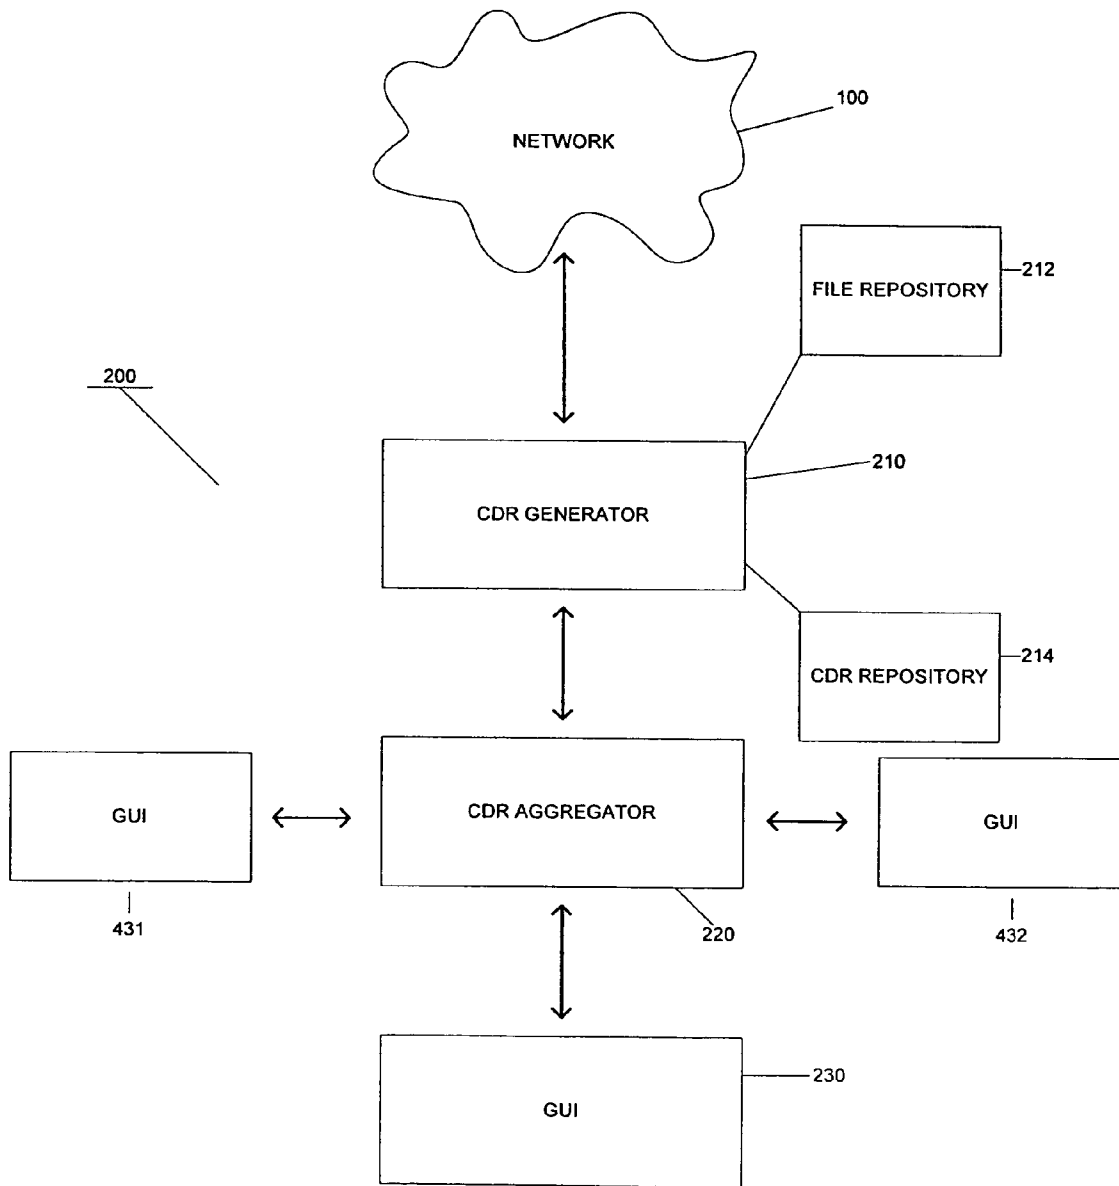 100
NETWORK
212
FILE REPOSITORY
200
210
CDR GENERATOR
214
CDR REPOSITORY
GUI
CDR AGGREGATOR
GUI
431
220
432
230
GUI